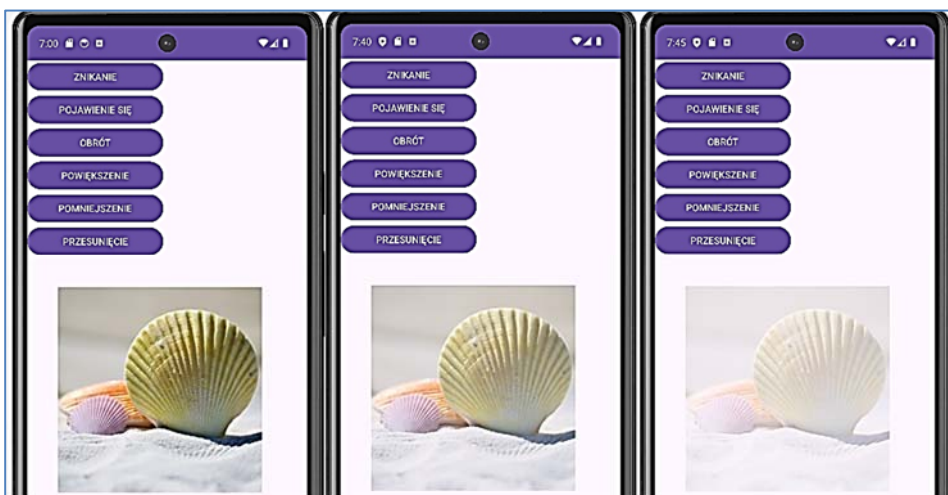 7:00
ZNIKANIE
POJAWIENIE SIĘ
OBRÓT
POWIĘKSZENIE
POMNIEJSZENIE
PRZESUNIĘCIE
7:40
ZNIKANIE
POJAWIENIE SIĘ
OBRÓT
POWIĘKSZENIE
POMNIEJSZENIE
PRZESUNIĘCIE
7:45
ZNIKANIE
POJAWIENIE SIĘ
OBRÓT
POWIĘKSZENIE
POMNIEJSZENIE
PRZESUNIĘCIE